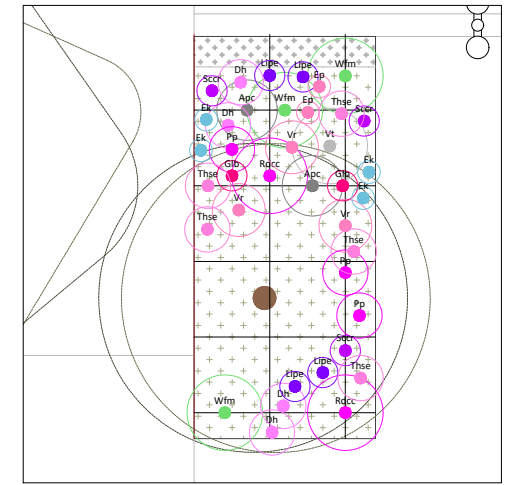 Lipe
Lipe
Wfm
Dh
Sccr
Ep
Apc
Wfm
Ep
Thse
Sccr
Ek
Dh
Ek
Pp
Vr
Vt
Ek
Thse
Glb
Rocc
Apc
Glb
Ek
Vr
Thse
Vr
Thse
Pp
Pp
Sccr
Lipe
Lipe
Thse
Wfm
Dh
Rocc
Dh